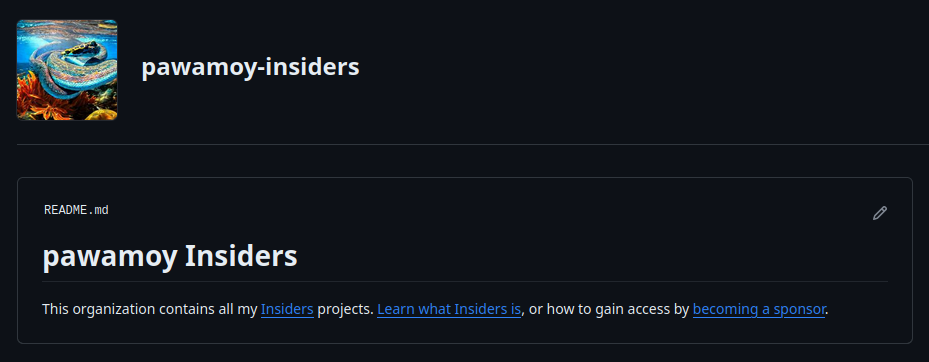 pawamoy-insiders
README.md
pawamoy Insiders
This organization contains all my Insiders projects. Learn what Insiders is, or how to gain access by becoming a sponsor.